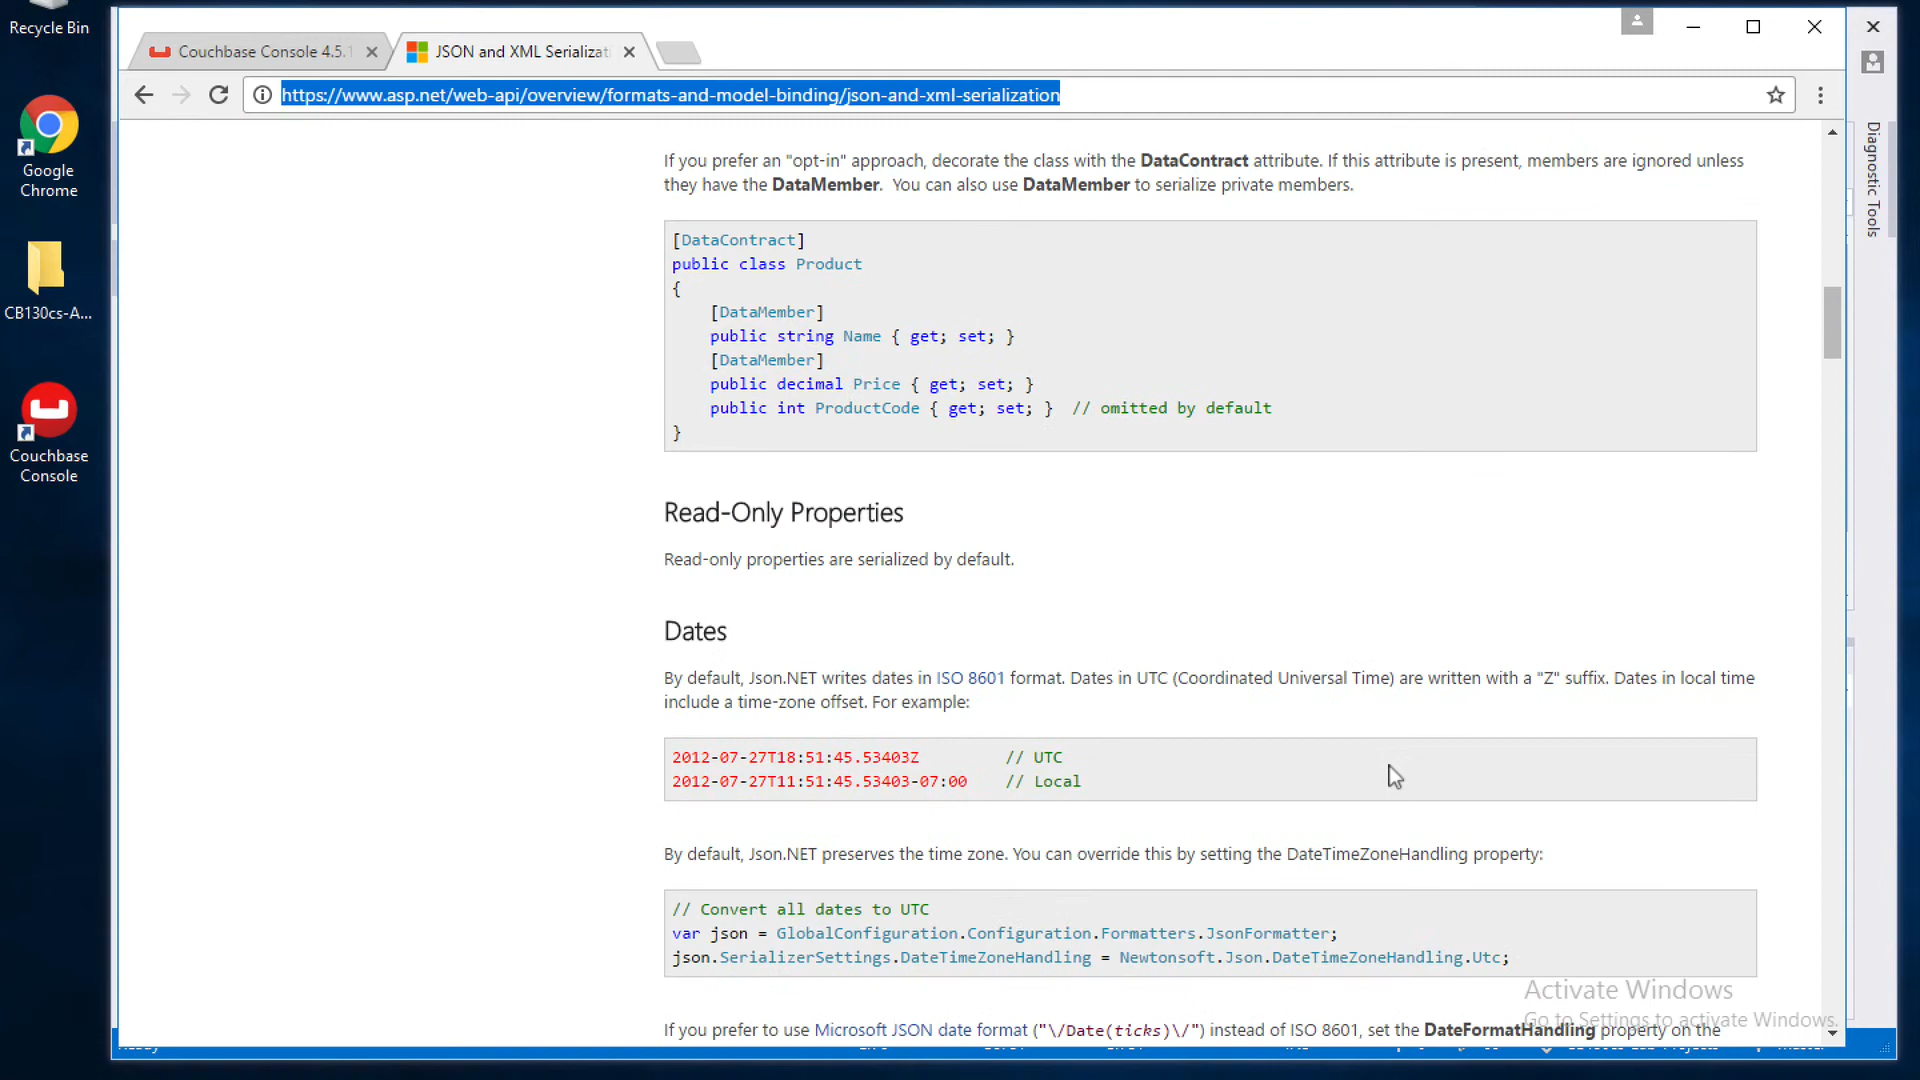 Recycle Bin
Google
Chrome
CB130cs-A...
Couchbase
Console
Couchbase Console 4.5.1
JSON and XML Serializati
https://www.asp.net/web-api/overview/formats-and-model-binding/json-and-xml-serialization
Diagnostic Tools
If you prefer an "opt-in" approach, decorate the class with the DataContract attribute. If this attribute is present, members are ignored unless
they have the DataMember.  You can also use DataMember to serialize private members.
[DataContract]
public class Product
{
    [DataMember]
    public string Name { get; set; }
    [DataMember]
    public decimal Price { get; set; }
    public int ProductCode { get; set; }  // omitted by default
}
Read-Only Properties
Read-only properties are serialized by default.
Dates
By default, Json.NET writes dates in ISO 8601 format. Dates in UTC (Coordinated Universal Time) are written with a "Z" suffix. Dates in local time
include a time-zone offset. For example:
2012-07-27T18:51:45.53403Z         // UTC
2012-07-27T11:51:45.53403-07:00    // Local
By default, Json.NET preserves the time zone. You can override this by setting the DateTimeZoneHandling property:
// Convert all dates to UTC
var json = GlobalConfiguration.Configuration.Formatters.JsonFormatter;
json.SerializerSettings.DateTimeZoneHandling = Newtonsoft.Json.DateTimeZoneHandling.Utc;
If you prefer to use Microsoft JSON date format ("\/Date(ticks)\/") instead of ISO 8601, set the DateFormatHandling property on the
Activate Windows
Go to Settings to activate Windows.